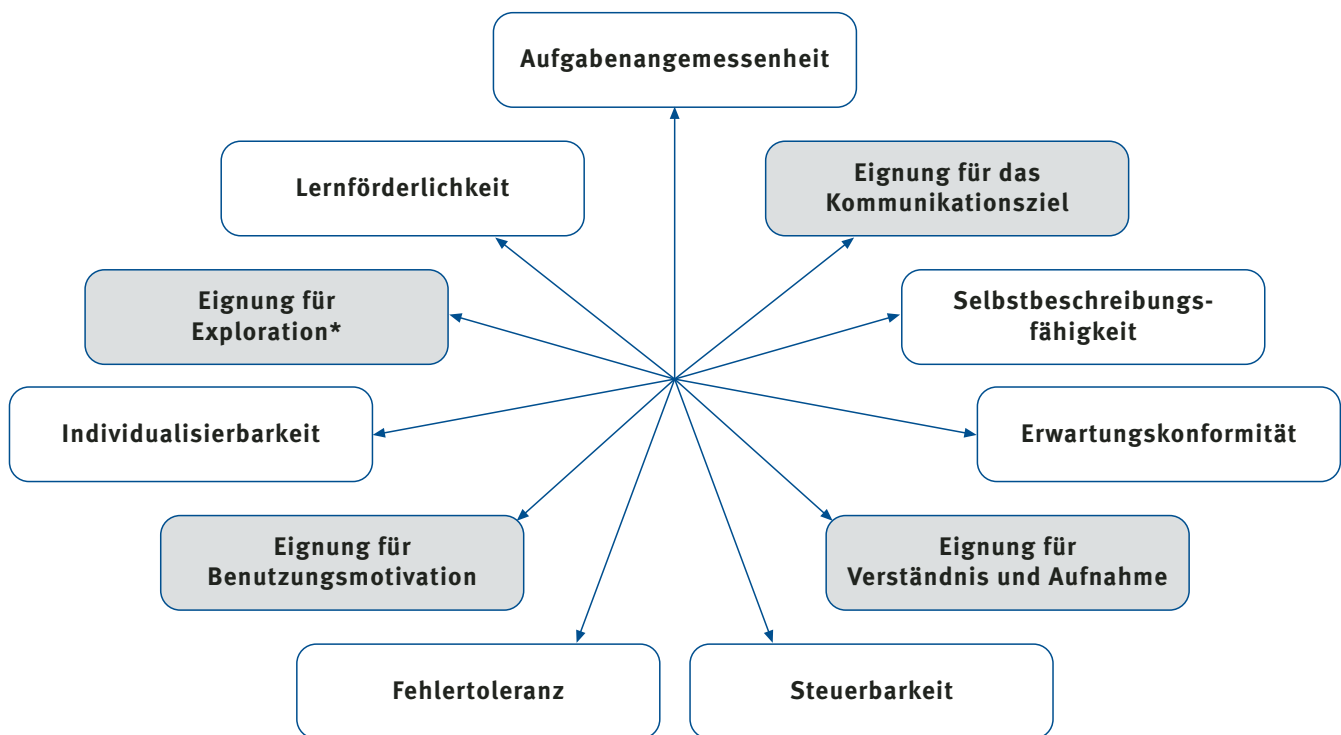 Aufgabenangemessenheit
Lernförderlichkeit
Eignung für das
Kommunikationsziel
Eignung für
Exploration*
Selbstbeschreibungs-
fähigkeit
Individualisierbarkeit
Erwartungskonformität
Eignung für
Benutzungsmotivation
Eignung für
Verständnis und Aufnahme
Fehlertoleranz
Steuerbarkeit